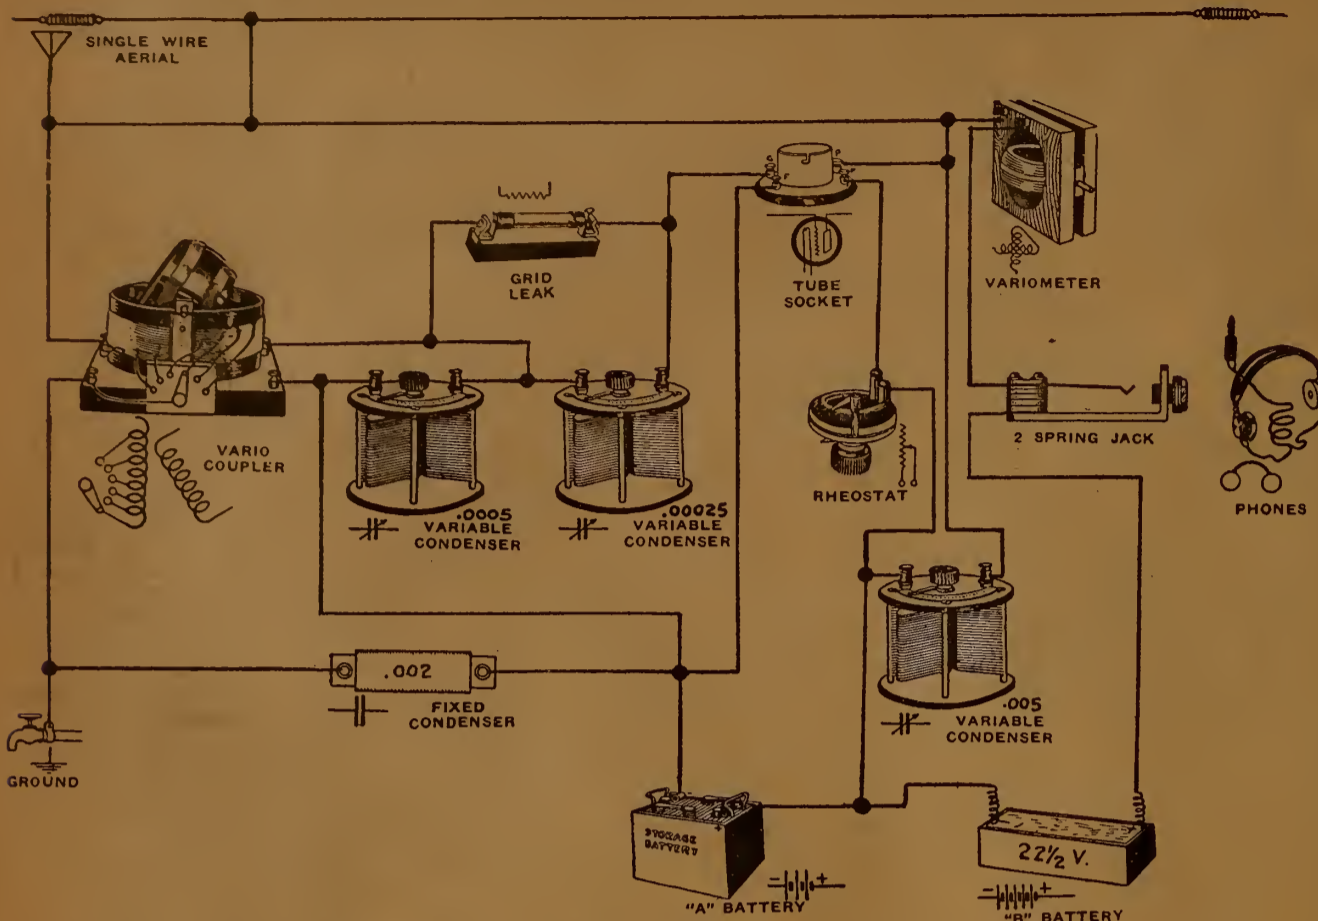 SINGLE WIRE
AERIAL
GRID
LEAK
TUBE
SOCKET
VARIOMETER
VARIO
COUPLER
.0005
VARIABLE
CONDENSER
.00025
VARIABLE
CONDENSER
RHEOSTAT
2 SPRING JACK
PHONES
.002
FIXED
CONDENSER
.005
VARIABLE
CONDENSER
GROUND
STORAGE
BATTERY
22½ V.
- +
"A" BATTERY
- +
"B" BATTERY